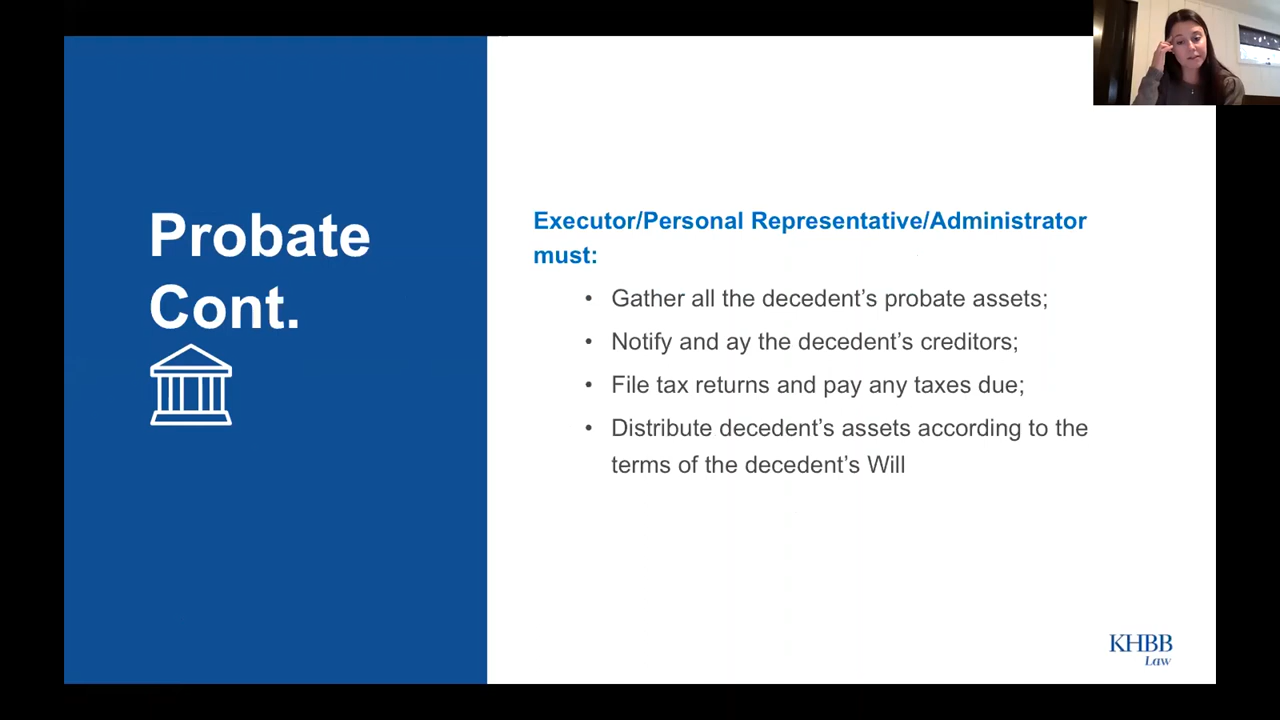 Probate
Cont.
Executor/Personal Representative/Administrator
must:
• Gather all the decedent’s probate assets;
• Notify and ay the decedent’s creditors;
• File tax returns and pay any taxes due;
• Distribute decedent’s assets according to the
terms of the decedent’s Will
KHBB
Law